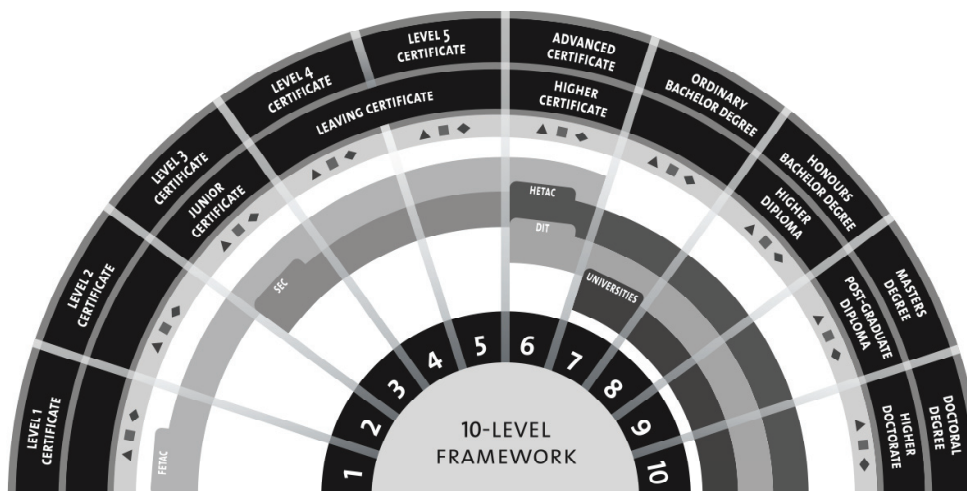 LEVEL 1
CERTIFICATE
LEVEL 2
CERTIFICATE
LEVEL 3
CERTIFICATE
LEVEL 4
CERTIFICATE
LEVEL 5
CERTIFICATE
ADVANCED
CERTIFICATE
ORDINARY
BACHELOR DEGREE
HONOURS
BACHELOR DEGREE
MASTERS
DEGREE
DOCTORAL
DEGREE
JUNIOR
CERTIFICATE
LEAVING CERTIFICATE
HIGHER
CERTIFICATE
HIGHER
DIPLOMA
POST-GRADUATE
DIPLOMA
HIGHER
DOCTORATE
FETAC
SEC
HETAC
DIT
UNIVERSITIES
1
2
3
4
5
6
7
8
9
10
10-LEVEL
FRAMEWORK